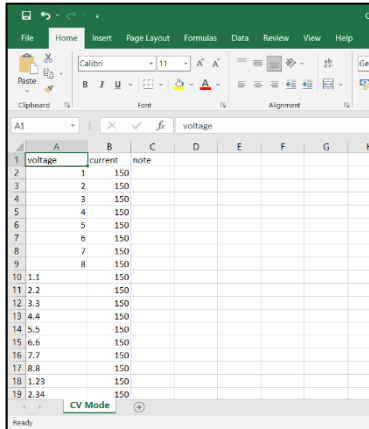 File Home Insert Page Layout Formulas Data Review View Help
Paste
Calibri 11 A A
B I U A
Clipboard Font Alignment
A1 fx voltage
A B C D E F G
1 voltage current note
2 1 150
3 2 150
4 3 150
5 4 150
6 5 150
7 6 150
8 7 150
9 8 150
10 1.1 150
11 2.2 150
12 3.3 150
13 4.4 150
14 5.5 150
15 6.6 150
16 7.7 150
17 8.8 150
18 1.23 150
19 2.34 150
CV Mode
Ready